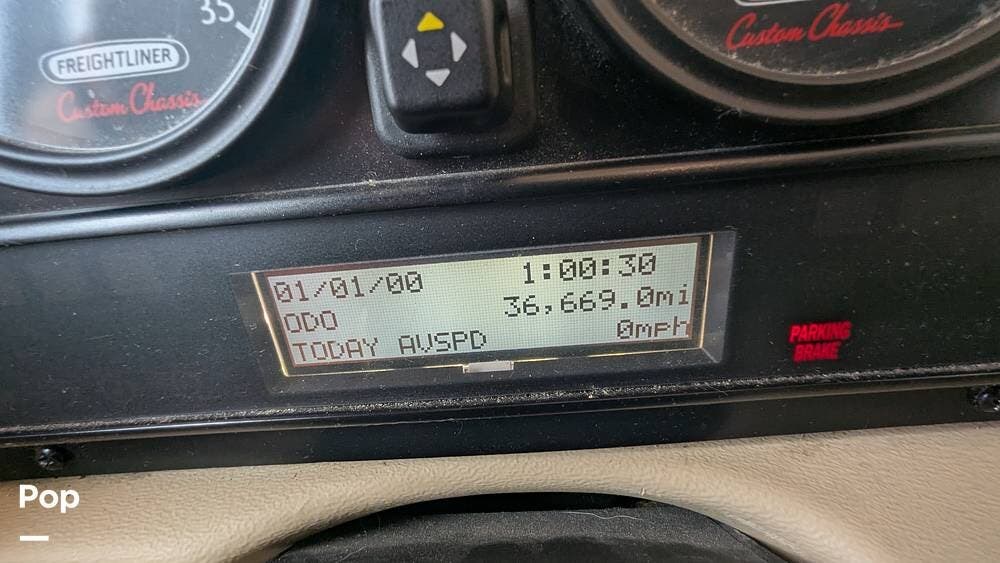 35
FREIGHTLINER
Custom Chassis
Custom Chassis
01/01/00 1:00:30
ODO 36,669.0mi
TODAY AVSPD 0mph
PARKING
BRAKE
Pop